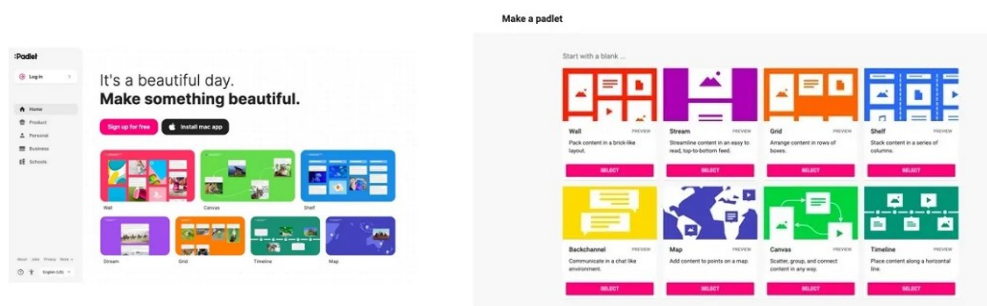 Make a padlet
:Padlet
Log in
Home
Product
Personal
Business
Schools
About Jobs Privacy More
English (US)
It's a beautiful day.
Make something beautiful.
Sign up for free
Install mac app
Wall
Canvas
Shelf
Stream
Grid
Timeline
Map
Start with a blank ...
Wall PREVIEW
Pack content in a brick-like
layout.
SELECT
Stream PREVIEW
Streamline content in an easy to
read, top-to-bottom feed.
SELECT
Grid PREVIEW
Arrange content in rows of
boxes.
SELECT
Shelf PREVIEW
Stack content in a series of
columns.
SELECT
Backchannel PREVIEW
Communicate in a chat like
environment.
SELECT
Map PREVIEW
Add content to points on a map.
SELECT
Canvas PREVIEW
Scatter, group, and connect
content in any way.
SELECT
Timeline PREVIEW
Place content along a horizontal
line.
SELECT